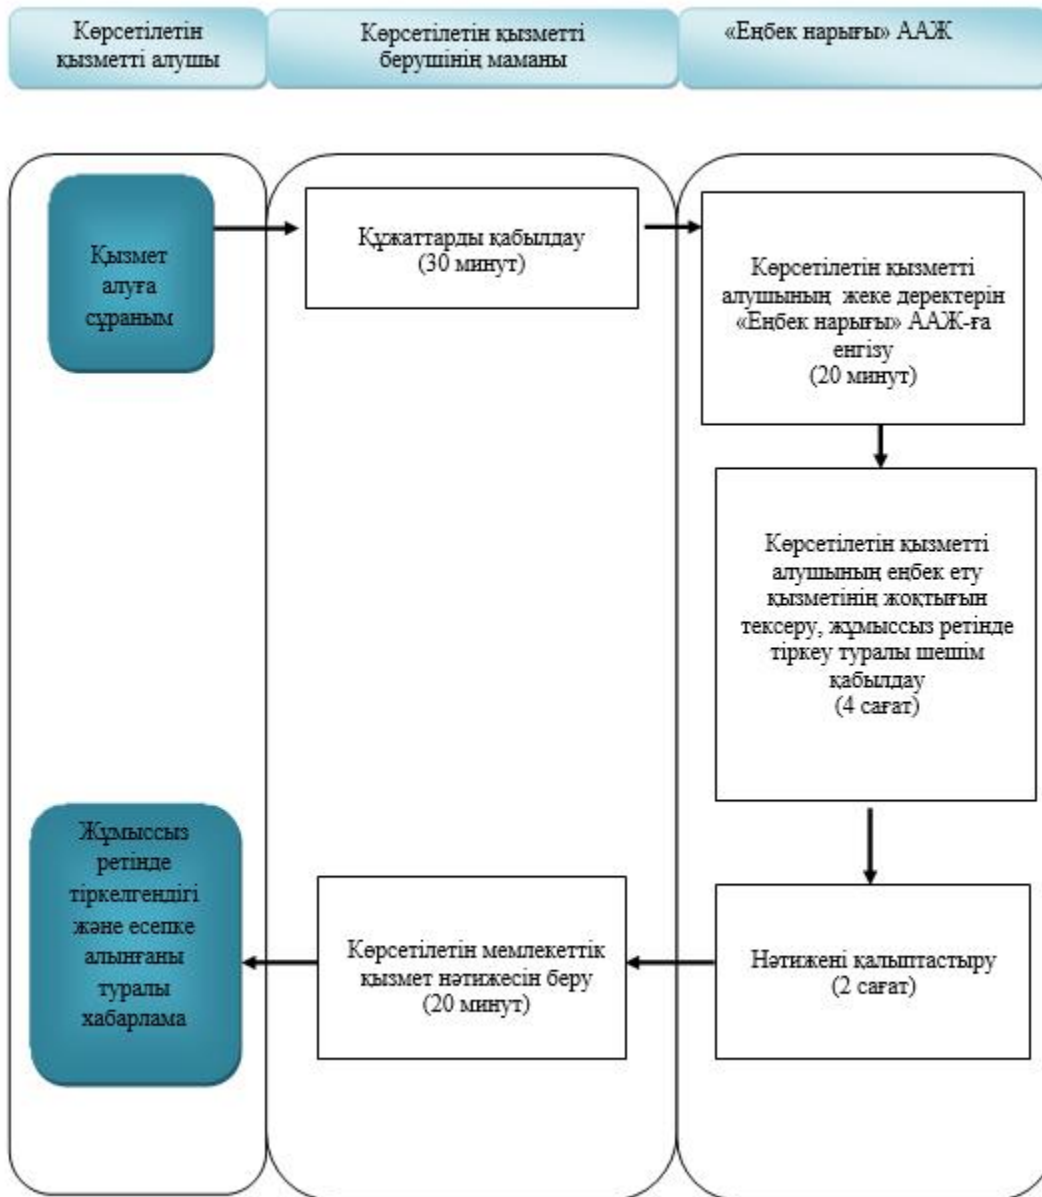 Көрсетілетін
қызметті алушы
Көрсетілетін қызметті
берушінің маманы
«Еңбек нарығы» ААЖ
Қызмет
алуға
сұраным
Құжаттарды қабылдау
(30 минут)
Көрсетілетін қызметті
алушының жеке деректерін
«Еңбек нарығы» ААЖ-ға
енгізу
(20 минут)
Көрсетілетін қызметті
алушының еңбек ету
қызметінің жоқтығын
тексеру, жұмыссыз ретінде
тіркеу туралы шешім
қабылдау
(4 сағат)
Нәтижені қалыптастыру
(2 сағат)
Көрсетілетін мемлекеттік
қызмет нәтижесін беру
(20 минут)
Жұмыссыз
ретінде
тіркелгендігі
және есепке
алынғаны
туралы
хабарлама